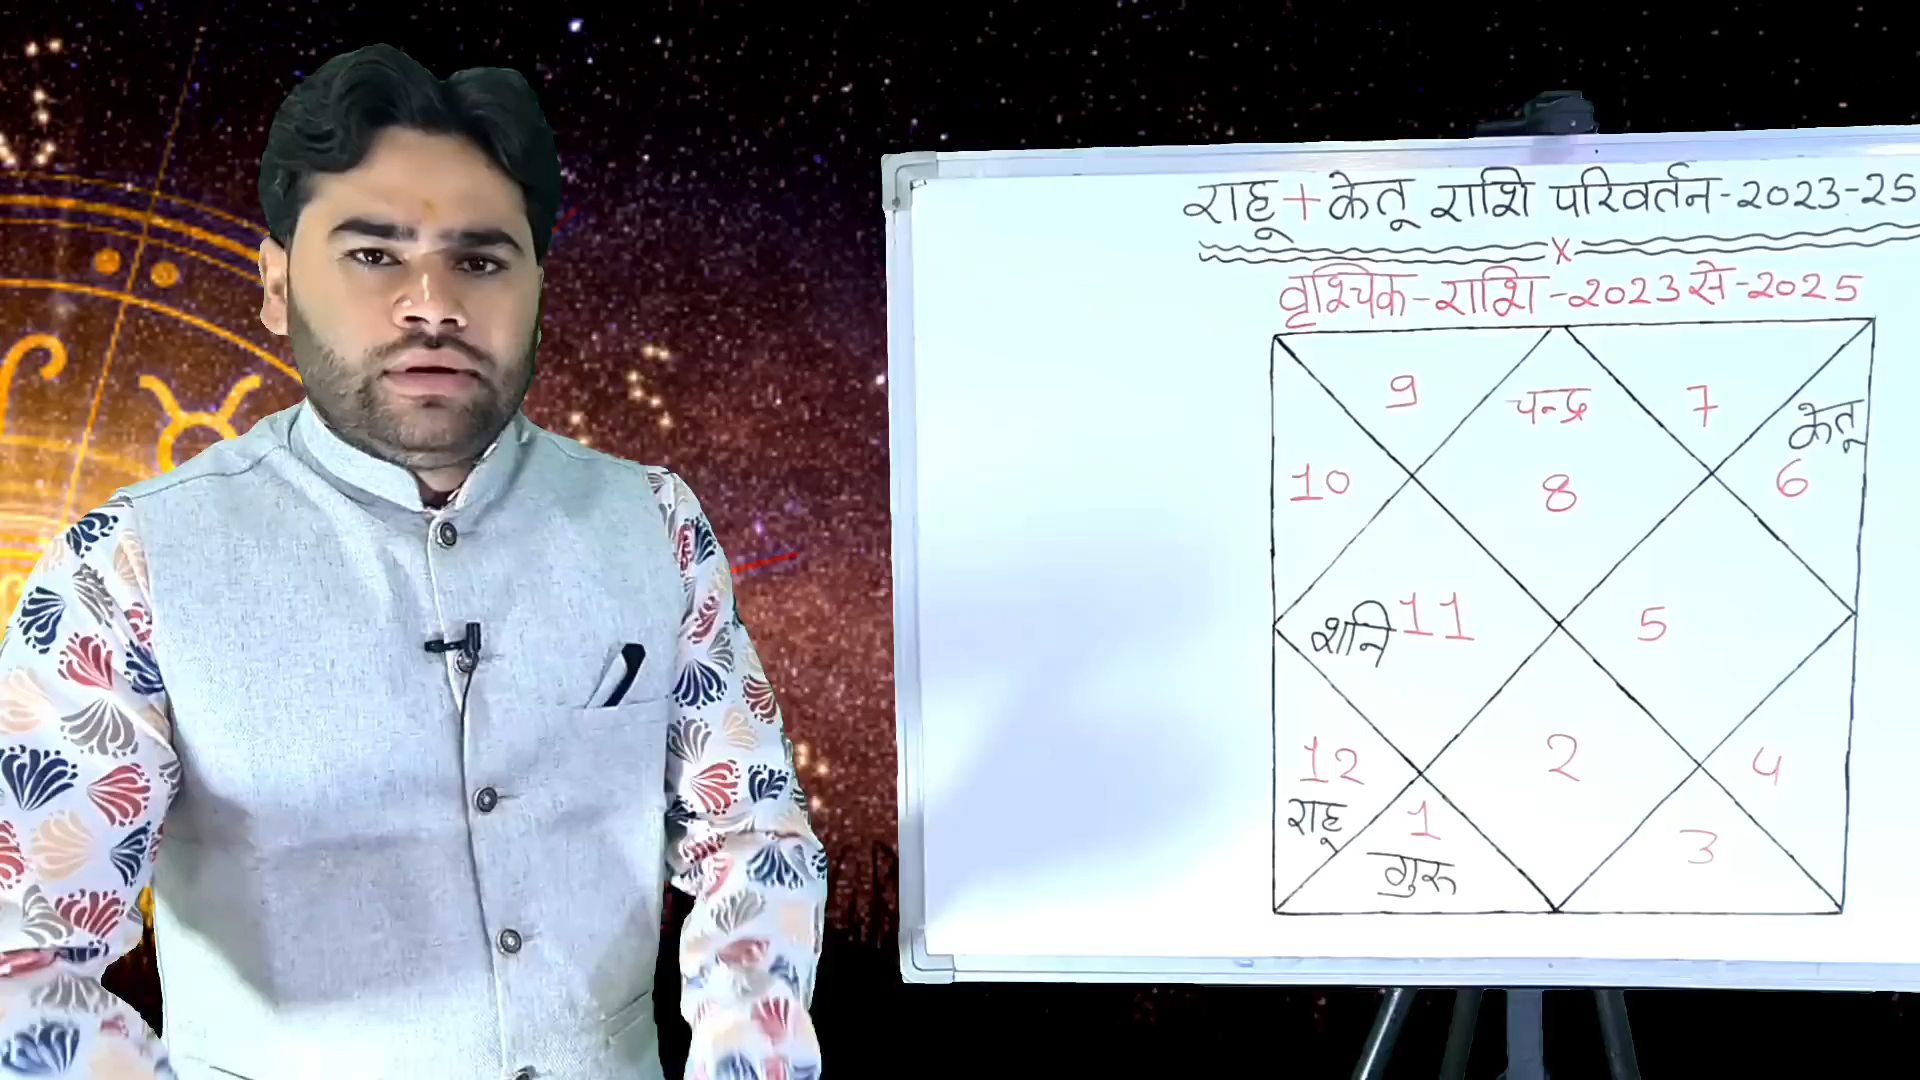 राहू + केतू राशि परिवर्तन-2023-25
x
वृश्चिक-राशि-2023 से-2025
9
चन्द्र
7
केतू
10
8
6
शनि 11
5
12
2
4
राहू
1
3
गुरू